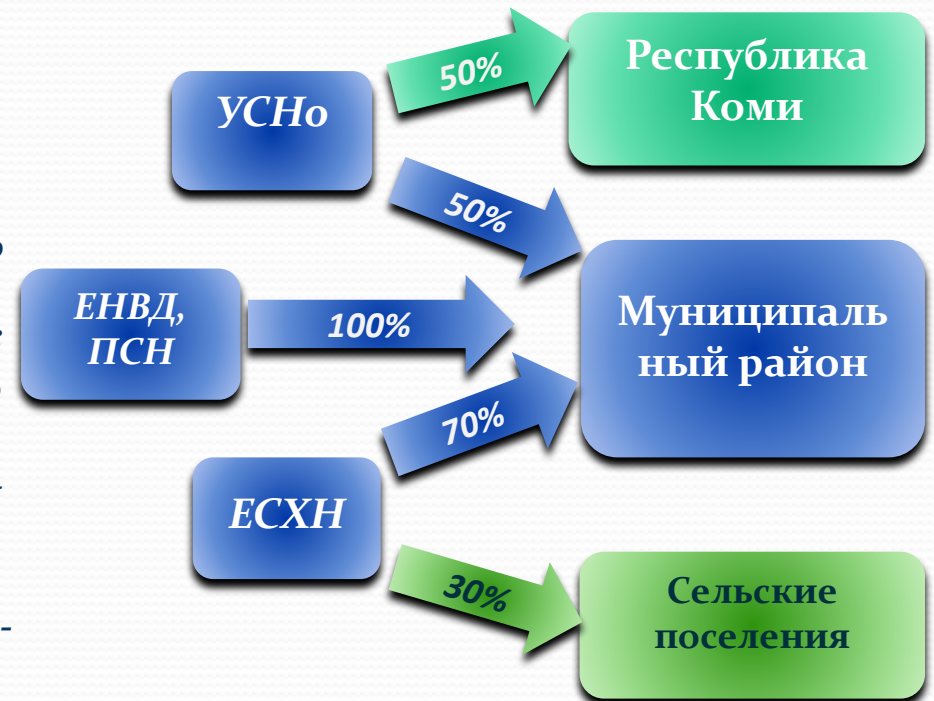 УСНо
50%
Республика
Коми
50%
ЕНВД,
ПСН
100%
Муниципаль
ный район
70%
ЕСХН
30%
Сельские
поселения